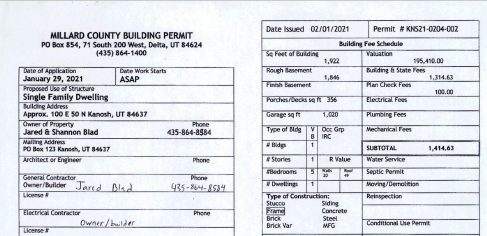 MILLARD COUNTY BUILDING PERMIT
PO Box 854, 71 South 200 West, Delta, UT 84624
(435) 864-1400
Date of Application
January 29, 2021
Date Work Starts
ASAP
Proposed Use of Structure
Single Family Dwelling
Building Address
Approx. 100 E 50 N Kanosh, UT 84637
Owner of Property
Jared & Shannon Blad
Phone
435-864-8584
Mailing Address
PO Box 123 Kanosh, UT 84637
Architect or Engineer
Phone
General Contractor
Owner/Builder Jared Blad
Phone
435-864-8584
License #
Electrical Contractor
Phone
Owner/builder
License #
Date Issued 02/01/2021
Permit # KNS21-0204-002
Building Fee Schedule
Sq Feet of Building
1,922
Valuation
195,410.00
Rough Basement
1,846
Building & State Fees
1,314.63
Finish Basement
Plan Check Fees
100.00
Porches/Decks sq ft 356
Electrical Fees
Garage sq ft 1,020
Plumbing Fees
Type of Bldg
V B
Occ Grp
IRC
Mechanical Fees
# Bldgs 1
SUBTOTAL 1,414.63
# Stories 1
R Value
Water Service
#Bedrooms 5
Walls 20
Roof 49
Septic Permit
# Dwellings 1
Moving/Demolition
Type of Construction:
Stucco Siding
Frame Concrete
Brick Steel
Brick Var MFG
Reinspection
Conditional Use Permit